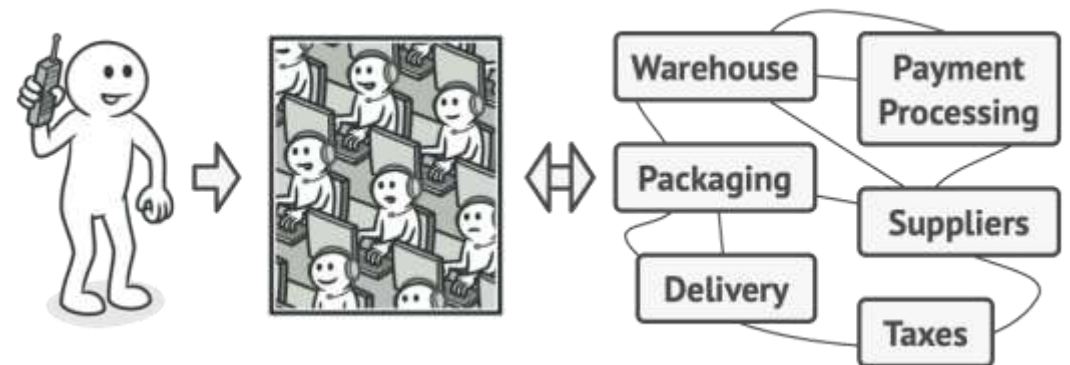 Warehouse
Payment
Processing
Packaging
Suppliers
Delivery
Taxes